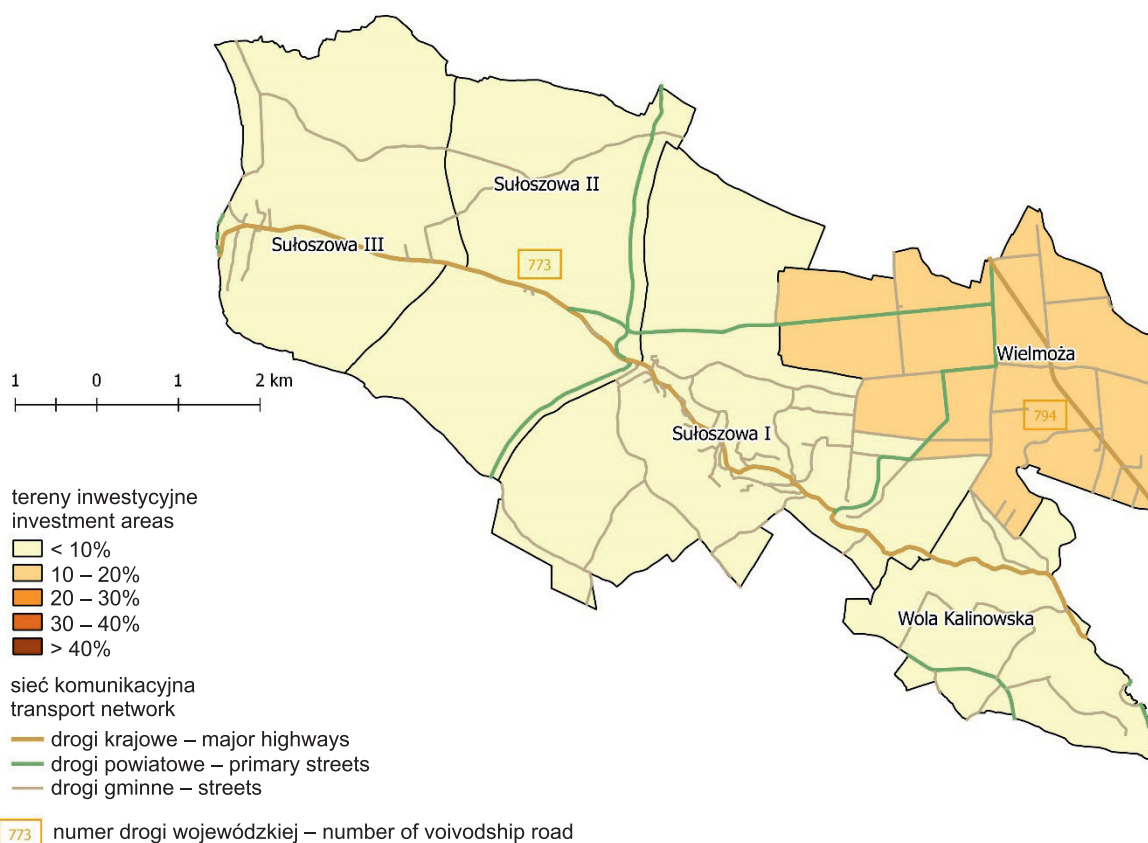 Sułoszowa II
Sułoszowa III
773
Wielmoża
794
Sułoszowa I
Wola Kalinowska
1 0 1 2 km
tereny inwestycyjne
investment areas
< 10%
10 – 20%
20 – 30%
30 – 40%
> 40%
sieć komunikacyjna
transport network
drogi krajowe – major highways
drogi powiatowe – primary streets
drogi gminne – streets
773 numer drogi wojewódzkiej – number of voivodship road